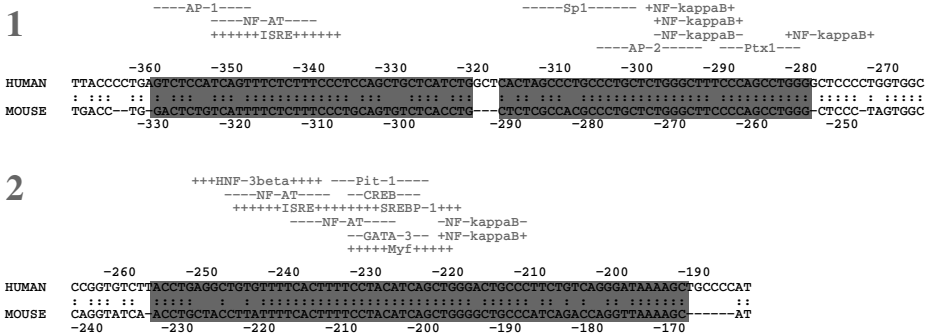 ----AP-1---- ----Sp1------ +NF-kappaB+
----NF-AT---- +NF-kappaB+
1 ++++++ISRE++++++ -NF-kappaB- +NF-kappaB+
----AP-2----- ---Ptx1----
-360 -350 -340 -330 -320 -310 -300 -290 -280 -270
HUMAN TTACCCCTGAGTCTCCATCAGTTTCTCTTTCCCTCCAGCTGCTCATCTGGCTCACTAGCCCTGCCCTGCTCTGGGCTTTCCCAGCCTGGGGCTCCCCTGGTGGC
MOUSE TGACC--TG-GACTCTGTCATTTTCTCTTTCCCTGCAGTGTCTCACCTG---CTCTCGCCACGCCCTGCTCTGGGCTTCCCCAGCCTGGG-CTCCC-TAGTGGC
-330 -320 -310 -300 -290 -280 -270 -260 -250
2 +++HNF-3beta++++ ---Pit-1----
----NF-AT---- --CREB---
++++++ISRE++++++++SREBP-1+++
----NF-AT---- -NF-kappaB-
--GATA-3-- +NF-kappaB+
+++++Myf+++++
-260 -250 -240 -230 -220 -210 -200 -190
HUMAN CCGGTGTCTTACCTGAGGCTGTGTTTTCACTTTTCCTACATCAGCTGGGACTGCCCTTCTGTCAGGGATAAAAGCTGCCCCAT
MOUSE CAGGTATCA-ACCTGCTACCTTATTTTCACTTTTCCTACATCAGCTGGGGCTGCCCATCAGACCAGGTTAAAAGC------AT
-240 -230 -220 -210 -200 -190 -180 -170